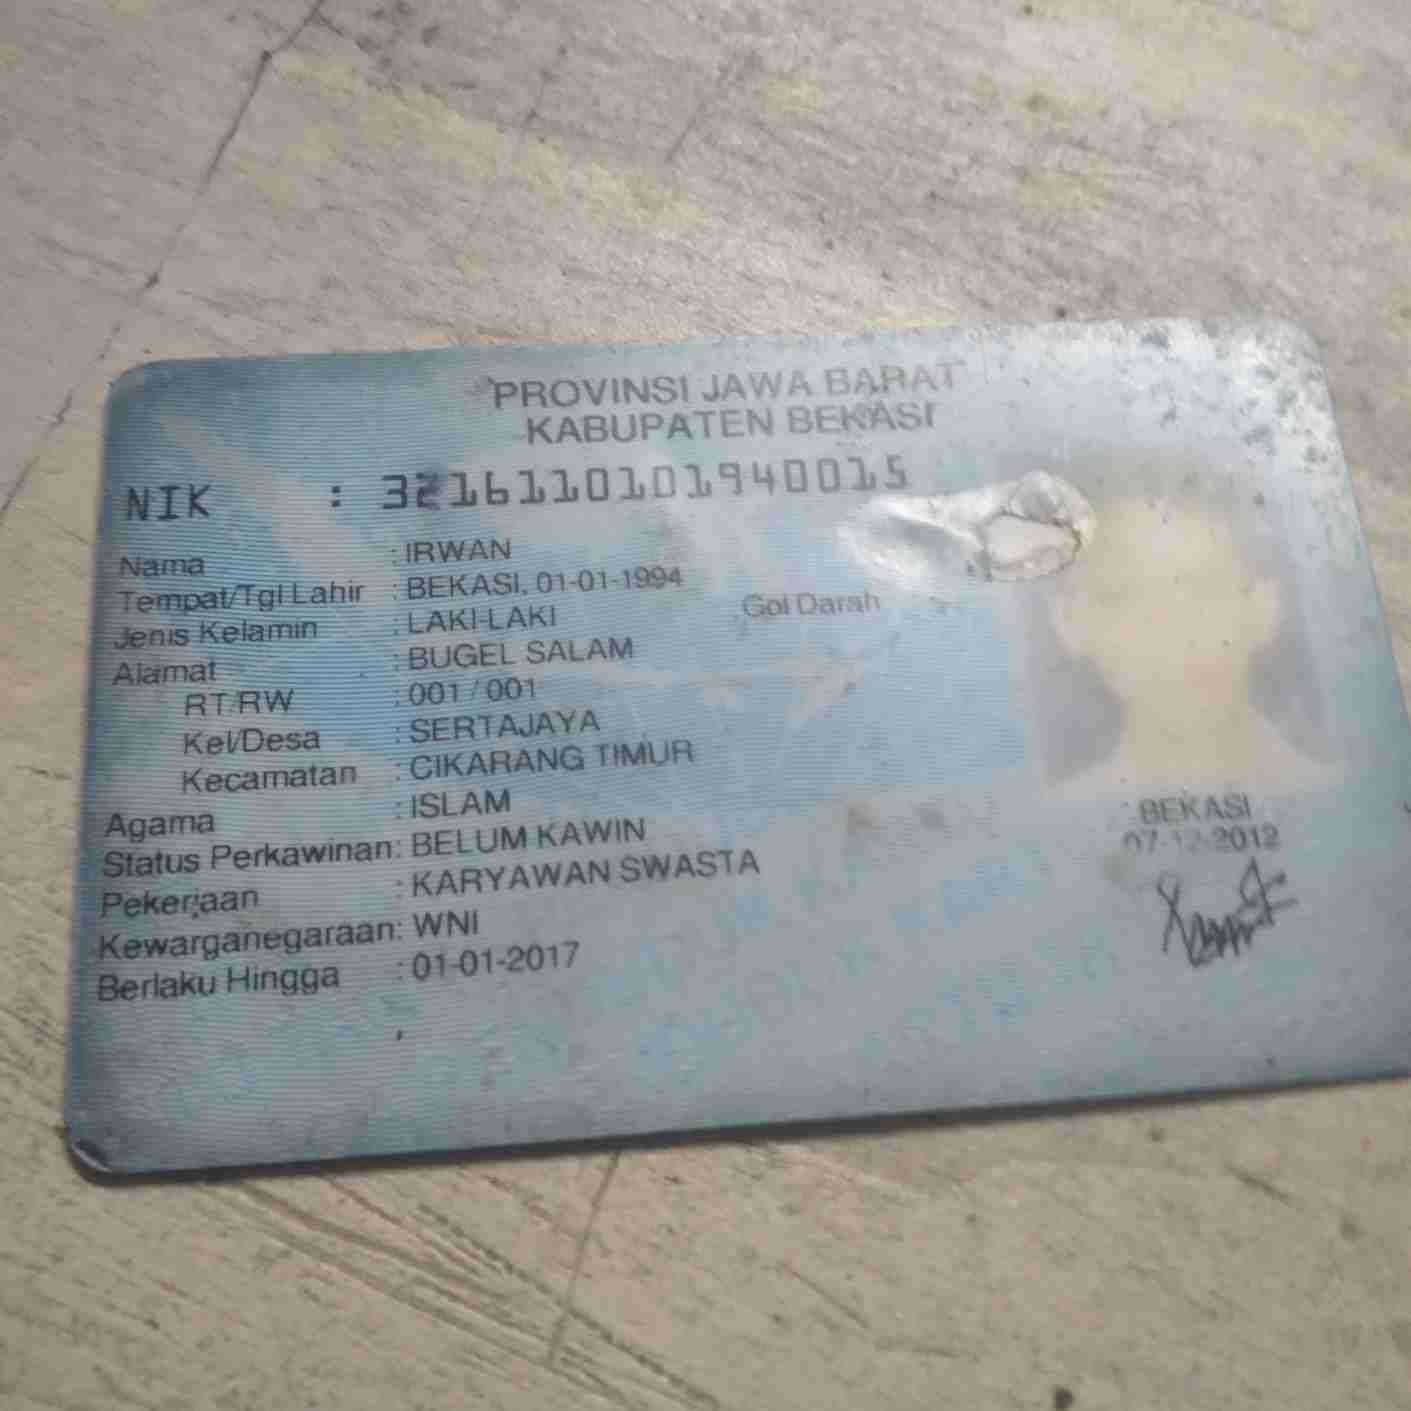 PROVINSI JAWA BARAT
KABUPATEN BEKASI
NIK : 3216110101940015
Nama : IRWAN
Tempat/Tgl Lahir : BEKASI, 01-01-1994
Jenis Kelamin : LAKI-LAKI Gol Darah
Alamat : BUGEL SALAM
RT/RW : 001 / 001
Kel/Desa : SERTAJAYA
Kecamatan : CIKARANG TIMUR
Agama : ISLAM
Status Perkawinan: BELUM KAWIN
Pekerjaan : KARYAWAN SWASTA
Kewarganegaraan: WNI
Berlaku Hingga : 01-01-2017
BEKASI
07-12-2012